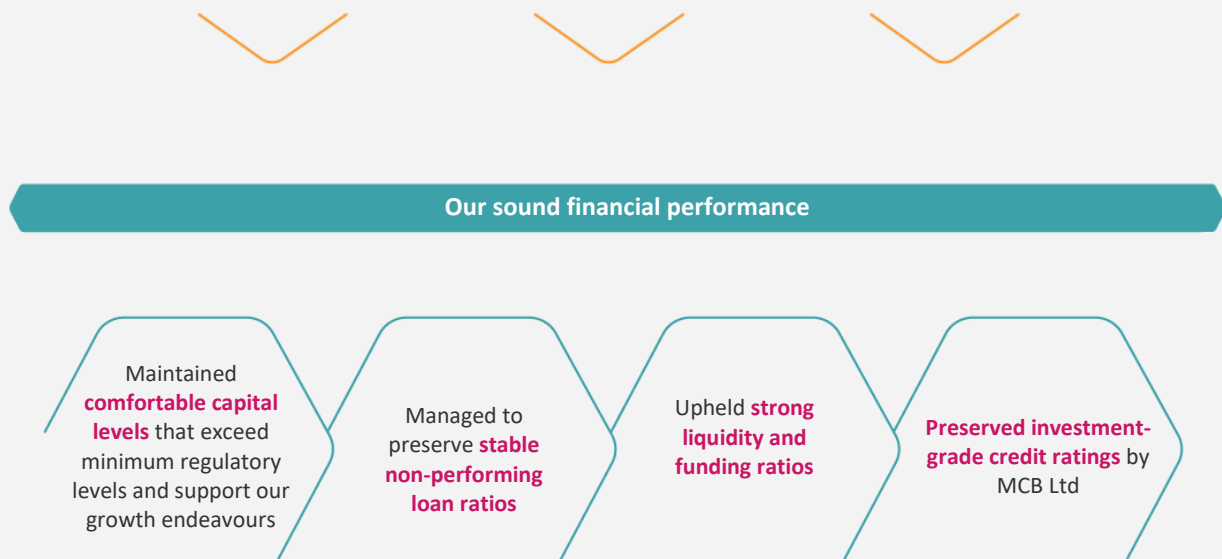 Our sound financial performance
Maintained
comfortable capital
levels that exceed
minimum regulatory
levels and support our
growth endeavours
Managed to
preserve stable
non-performing
loan ratios
Upheld strong
liquidity and
funding ratios
Preserved investment-
grade credit ratings by
MCB Ltd